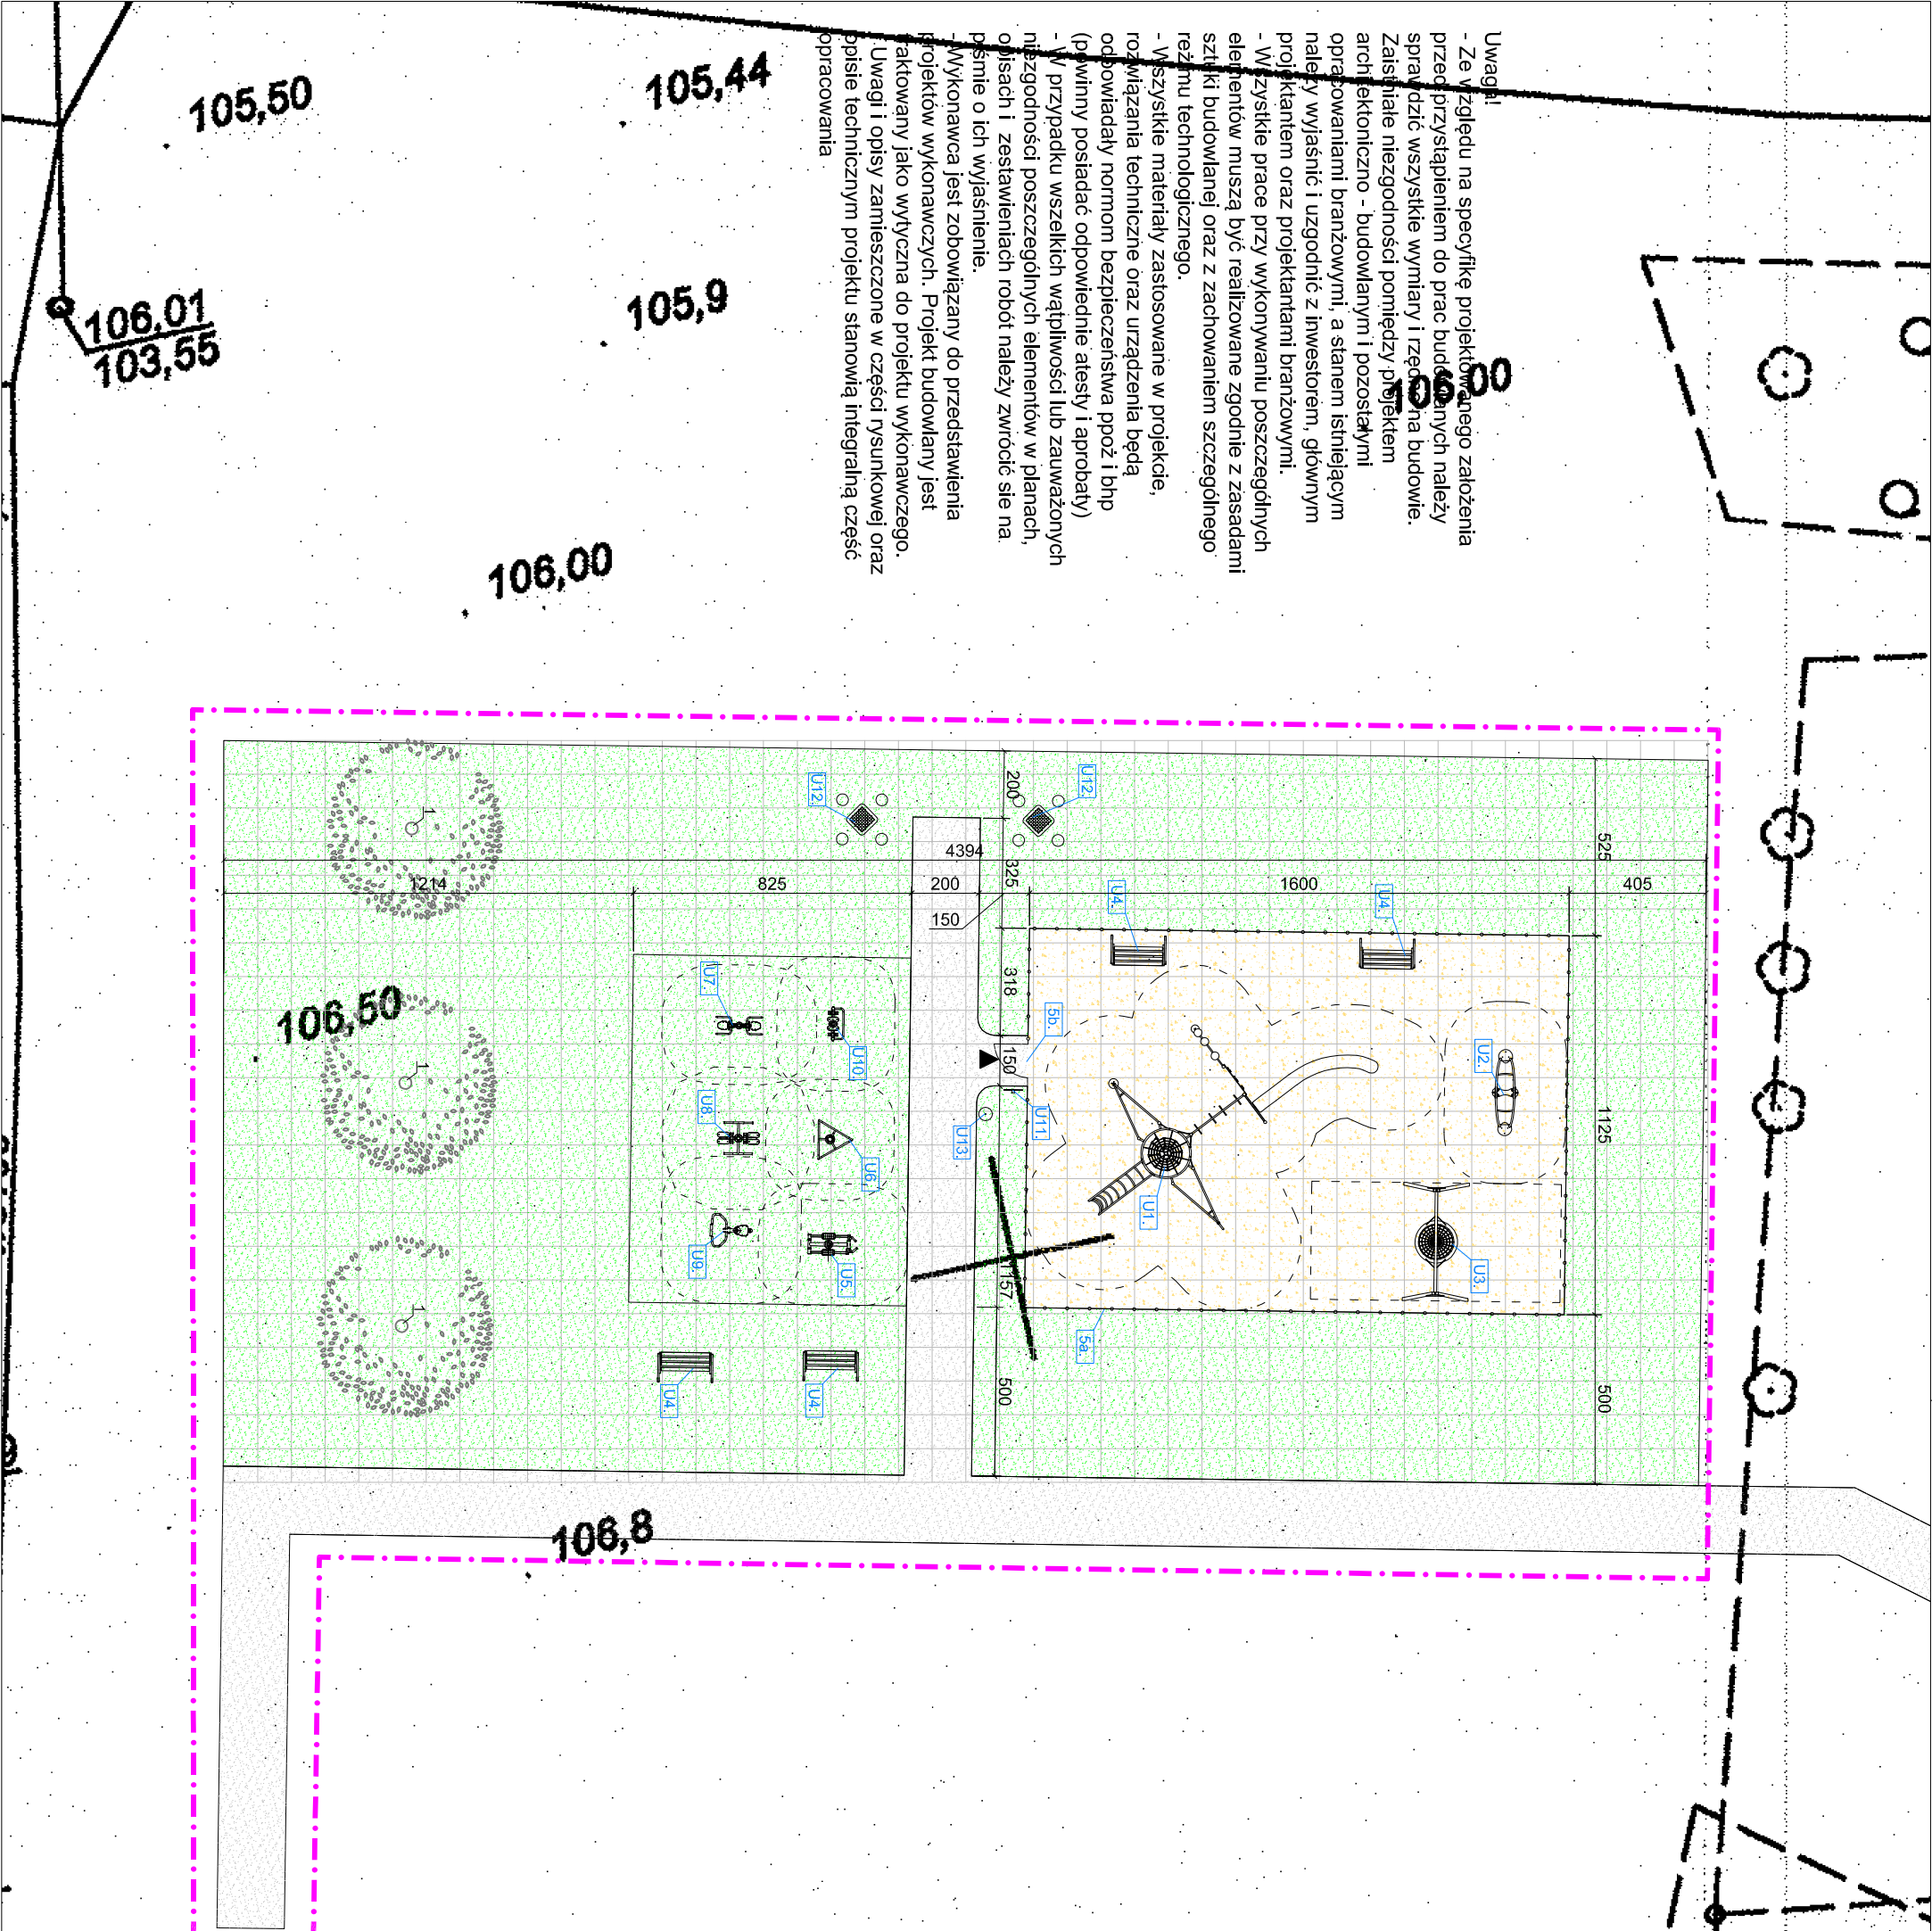 Uwaga!
- Ze względu na specyfikę projektowanego założenia
przed przystąpieniem do prac budowlanych należy
sprawdzić wszystkie wymiary i rzędne na budowie.
Zaistniałe niezgodności pomiędzy projektem
architektoniczno - budowlanym i pozostałymi
opracowaniami branżowymi, a stanem istniejącym
należy wyjaśnić i uzgodnić z inwestorem, głównym
projektantem oraz projektantami branżowymi.
- Wszystkie prace przy wykonywaniu poszczególnych
elementów muszą być realizowane zgodnie z zasadami
sztuki budowlanej oraz z zachowaniem szczególnego
reżimu technologicznego.
- Wszystkie materiały zastosowane w projekcie,
rozwiązania techniczne oraz urządzenia będą
odpowiadały normom bezpieczeństwa ppoż i bhp
(powinny posiadać odpowiednie atesty i aprobaty)
- W przypadku wszelkich wątpliwości lub zauważonych
niezgodności poszczególnych elementów w planach,
opisach i zestawieniach robót należy zwrócić sie na
piśmie o ich wyjaśnienie.
- Wykonawca jest zobowiązany do przedstawienia
projektów wykonawczych. Projekt budowlany jest
traktowany jako wytyczna do projektu wykonawczego.
- Uwagi i opisy zamieszczone w części rysunkowej oraz
opisie technicznym projektu stanowią integralną część
opracowania
105,50
105,44
106,01
103,55
105,9
106,00
106,00
106,50
106,8
U12.
U12.
200
525
4394
325
1214
825
200
1600
405
150
U4.
U4.
318
U7.
U10.
5b.
150
U2.
U8.
U6.
U13.
U11.
1125
U1.
U9.
U5.
U3.
1157
5a.
U4.
U4.
500
500
1
1
1